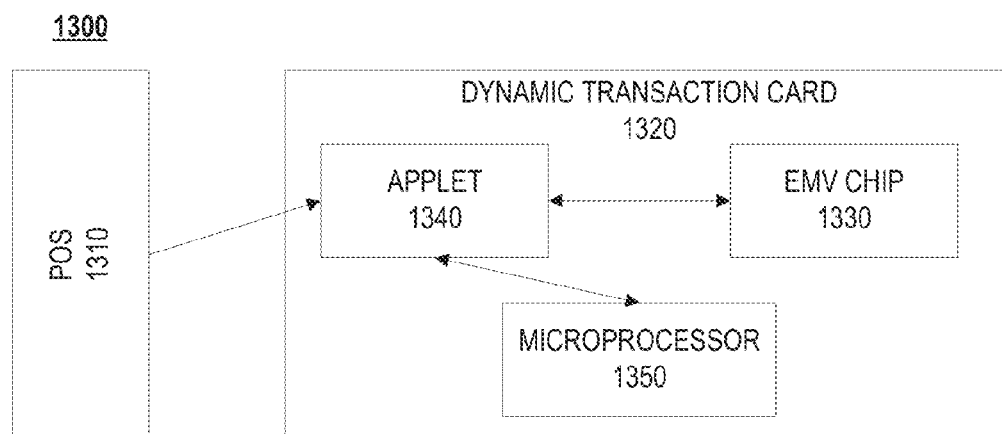 1300
POS
1310
DYNAMIC TRANSACTION CARD
1320
APPLET
1340
EMV CHIP
1330
MICROPROCESSOR
1350